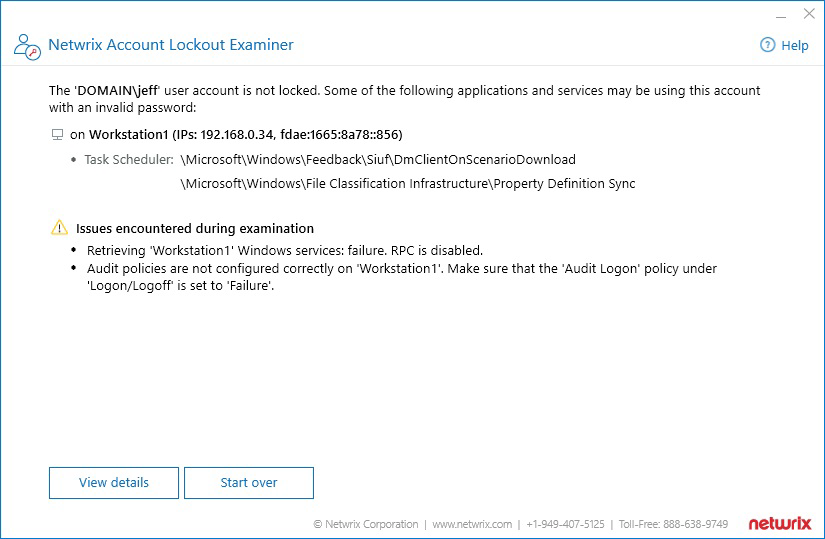 Netwrix Account Lockout Examiner
Help
The 'DOMAIN\jeff' user account is not locked. Some of the following applications and services may be using this account
with an invalid password:
on Workstation1 (IPs: 192.168.0.34, fdae:1665:8a78::856)
• Task Scheduler: \Microsoft\Windows\Feedback\Siuf\DmClientOnScenarioDownload
\Microsoft\Windows\File Classification Infrastructure\Property Definition Sync
Issues encountered during examination
• Retrieving 'Workstation1' Windows services: failure. RPC is disabled.
• Audit policies are not configured correctly on 'Workstation1'. Make sure that the 'Audit Logon' policy under
'Logon/Logoff' is set to 'Failure'.
View details
Start over
© Netwrix Corporation | www.netwrix.com | +1-949-407-5125 | Toll-Free: 888-638-9749
netwrix